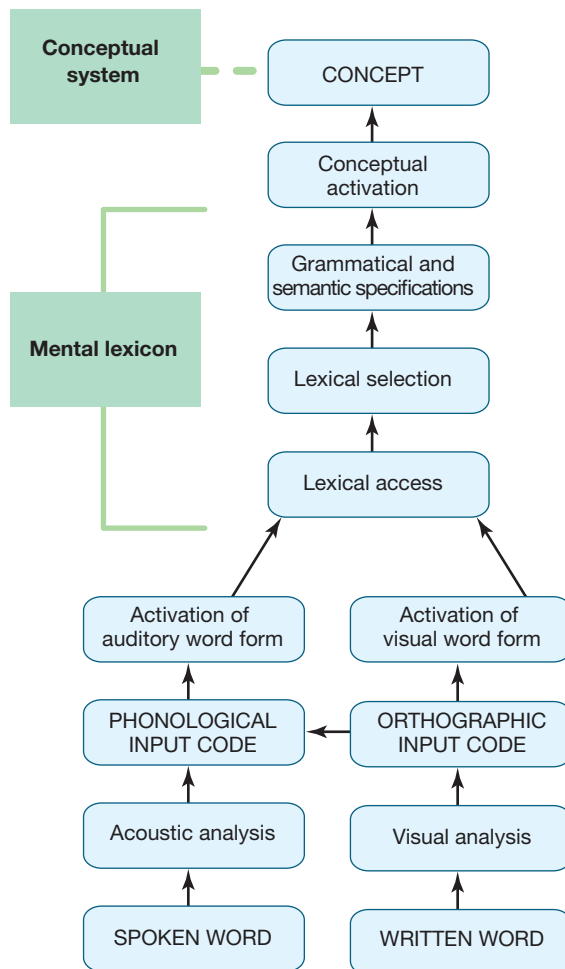 Conceptual
system
CONCEPT
Conceptual
activation
Grammatical and
semantic specifications
Mental lexicon
Lexical selection
Lexical access
Activation of
auditory word form
Activation of
visual word form
PHONOLOGICAL
INPUT CODE
ORTHOGRAPHIC
INPUT CODE
Acoustic analysis
Visual analysis
SPOKEN WORD
WRITTEN WORD